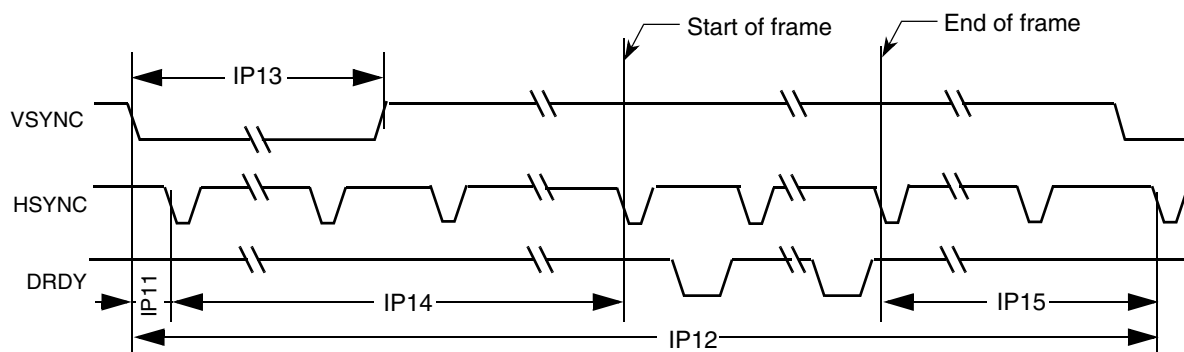 Start of frame
End of frame
IP13
VSYNC
HSYNC
DRDY
IP11
IP14
IP15
IP12